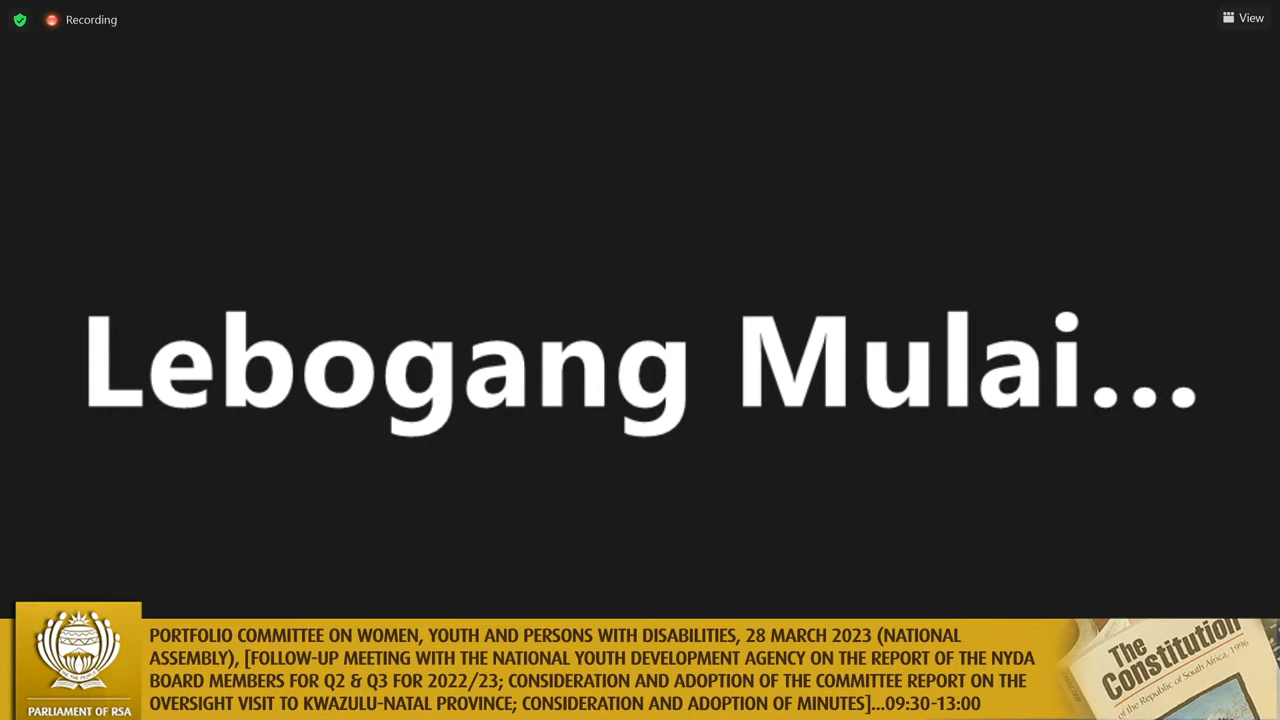 Recording
View
Lebogang Mulai...
PORTFOLIO COMMITTEE ON WOMEN, YOUTH AND PERSONS WITH DISABILITIES, 28 MARCH 2023 (NATIONAL
ASSEMBLY), [FOLLOW-UP MEETING WITH THE NATIONAL YOUTH DEVELOPMENT AGENCY ON THE REPORT OF THE NYDA
BOARD MEMBERS FOR Q2 & Q3 FOR 2022/23; CONSIDERATION AND ADOPTION OF THE COMMITTEE REPORT ON THE
OVERSIGHT VISIT TO KWAZULU-NATAL PROVINCE; CONSIDERATION AND ADOPTION OF MINUTES]...09:30-13:00
PARLIAMENT OF RSA
The
Constitution
of the Republic of South Africa, 1996